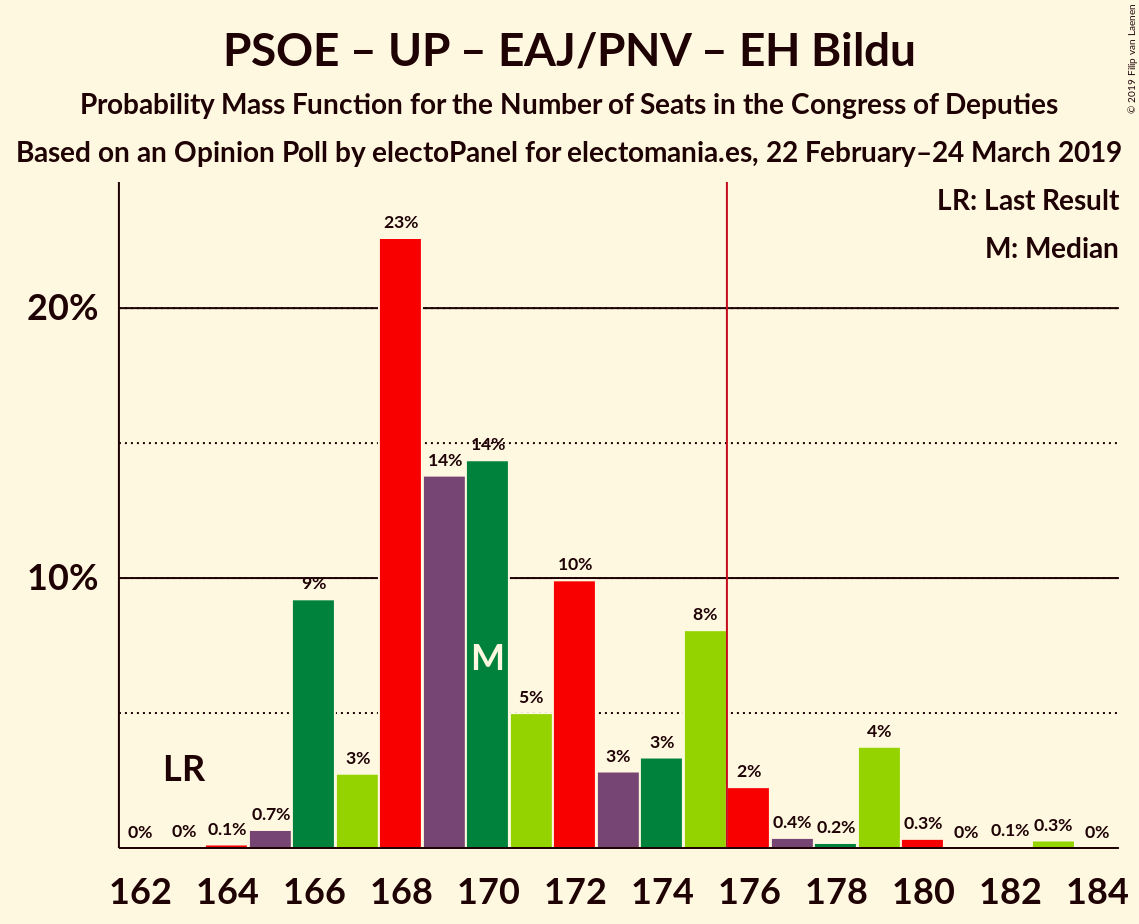 PSOE – UP – EAJ/PNV – EH Bildu
Probability Mass Function for the Number of Seats in the Congress of Deputies
Based on an Opinion Poll by electoPanel for electomania.es, 22 February–24 March 2019
© 2019 Filip van Laenen
LR: Last Result
M: Median
20%
10%
0% 0% 0.1% 0.7% 9% 3% 23% 14% 14% 5% 10% 3% 3% 8% 2% 0.4% 0.2% 4% 0.3% 0% 0.1% 0.3% 0%
LR
M
162 164 166 168 170 172 174 176 178 180 182 184